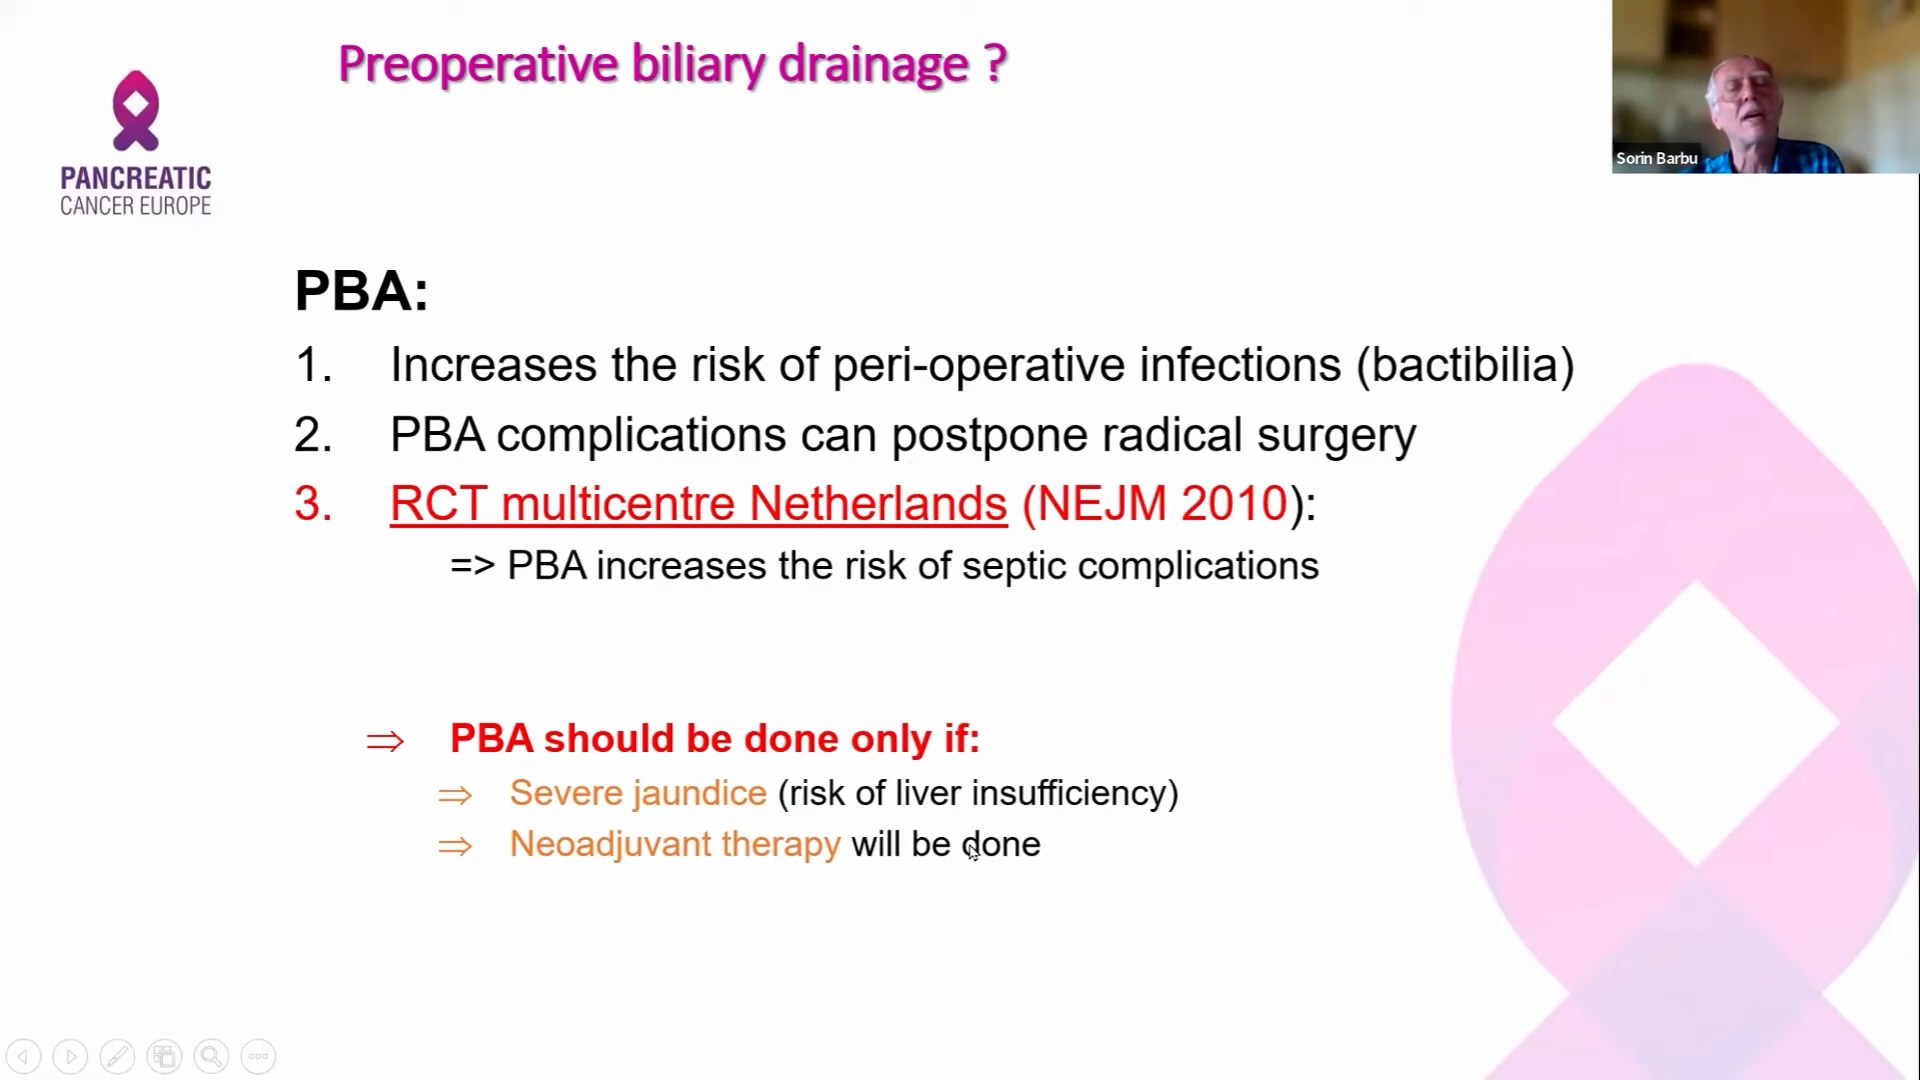 Preoperative biliary drainage ?
PANCREATIC
CANCER EUROPE
Sorin Barbu
PBA:
1. Increases the risk of peri-operative infections (bactibilia)
2. PBA complications can postpone radical surgery
3. RCT multicentre Netherlands (NEJM 2010):
=> PBA increases the risk of septic complications
⇒ PBA should be done only if:
⇒ Severe jaundice (risk of liver insufficiency)
⇒ Neoadjuvant therapy will be done